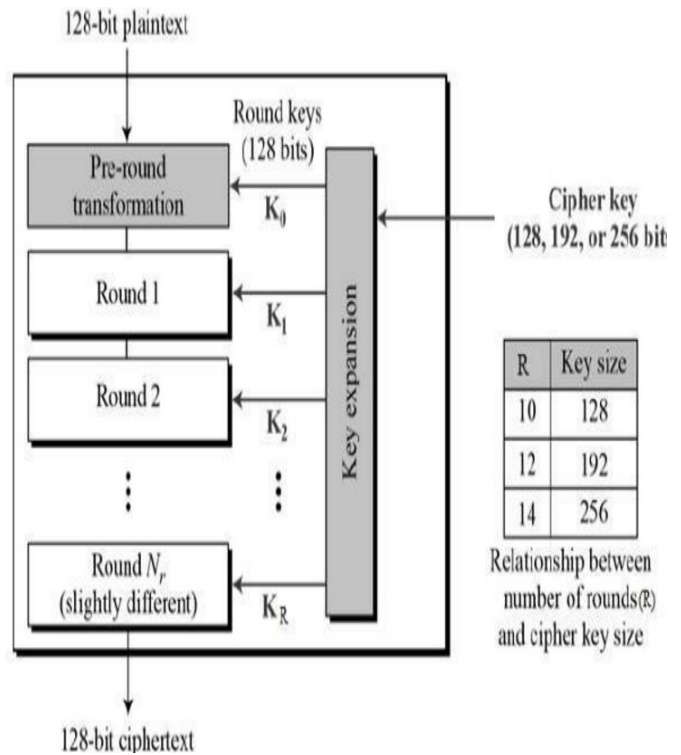 128-bit plaintext
Round keys
(128 bits)
Pre-round
transformation
K0
Cipher key
(128, 192, or 256 bit
Round 1
K1
Round 2
K2
Key expansion
Round Nr
(slightly different)
KR
128-bit ciphertext
R Key size
10 128
12 192
14 256
Relationship between
number of rounds(R)
and cipher key size